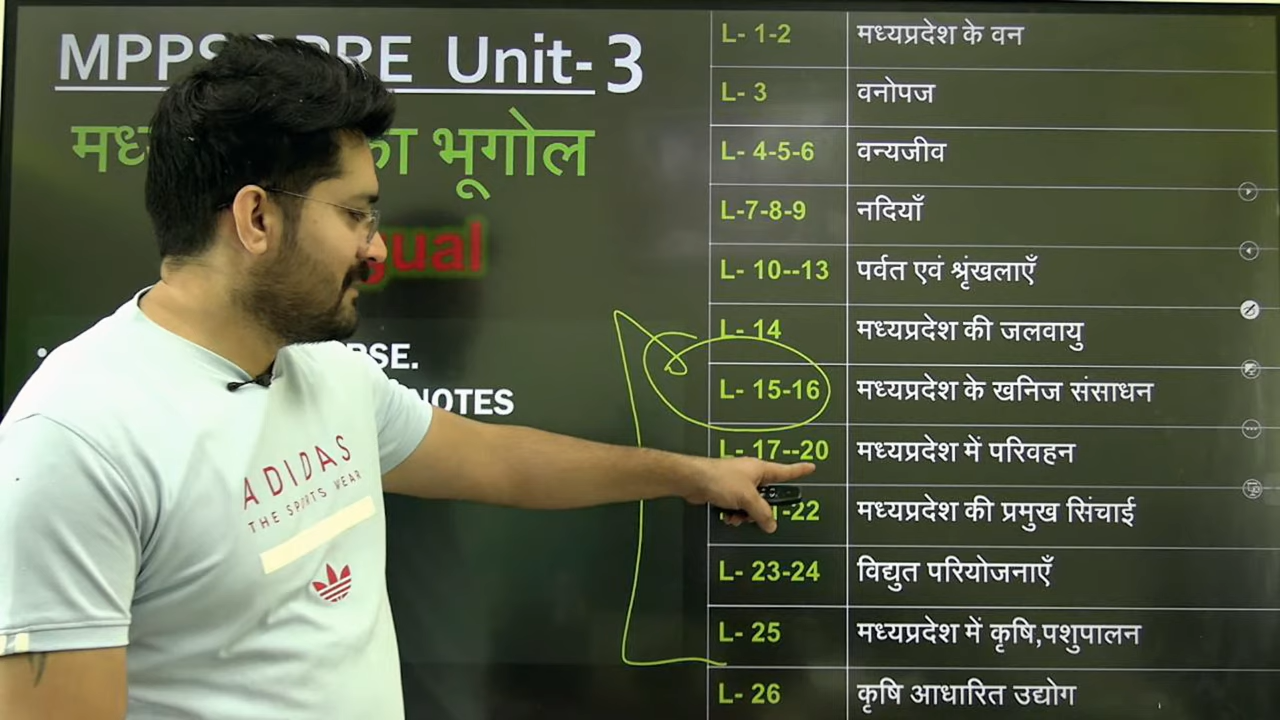 Unit-3
भूगोल
NOTES
ADIDAS
THE SPORTS WEAR
L- 1-2 मध्यप्रदेश के वन
L- 3 वनोपज
L- 4-5-6 वन्यजीव
L-7-8-9 नदियाँ
L- 10--13 पर्वत एवं श्रृंखलाएँ
L- 14 मध्यप्रदेश की जलवायु
L- 15-16 मध्यप्रदेश के खनिज संसाधन
L- 17--20 मध्यप्रदेश में परिवहन
-22 मध्यप्रदेश की प्रमुख सिंचाई
L- 23-24 विद्युत परियोजनाएँ
L- 25 मध्यप्रदेश में कृषि,पशुपालन
L- 26 कृषि आधारित उद्योग